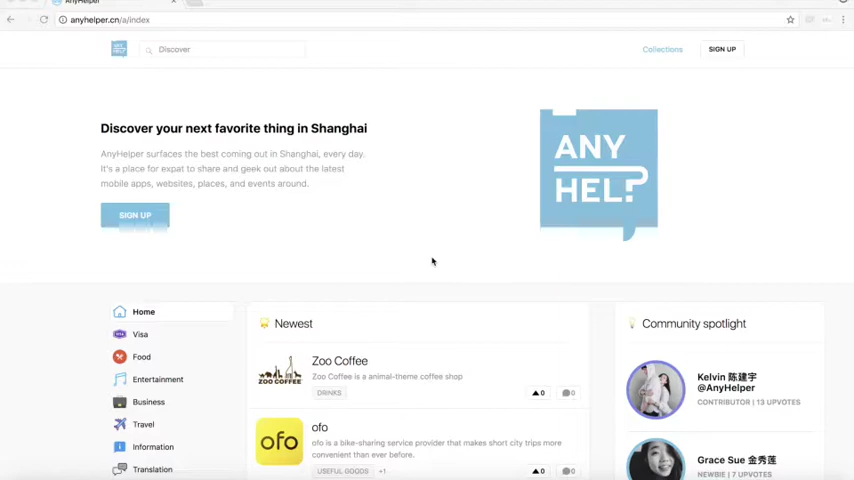 AnyHelper
anyhelper.cn/a/index
ANY
HEL?
Discover
Collections
SIGN UP
Discover your next favorite thing in Shanghai
AnyHelper surfaces the best coming out in Shanghai, every day.
It's a place for expat to share and geek out about the latest
mobile apps, websites, places, and events around.
SIGN UP
ANY
HEL?
Home
Visa
Food
Entertainment
Business
Travel
Information
Translation
Newest
Zoo Coffee
Zoo Coffee is a animal-theme coffee shop
ZOO COFFEE
DRINKS
0
0
ofo
ofo
ofo is a bike-sharing service provider that makes short city trips more
convenient than ever before.
USEFUL GOODS
+1
0
0
Community spotlight
Kelvin 陈建宇
@AnyHelper
CONTRIBUTOR | 13 UPVOTES
Grace Sue 金秀莲
NEWBIE | 7 UPVOTES